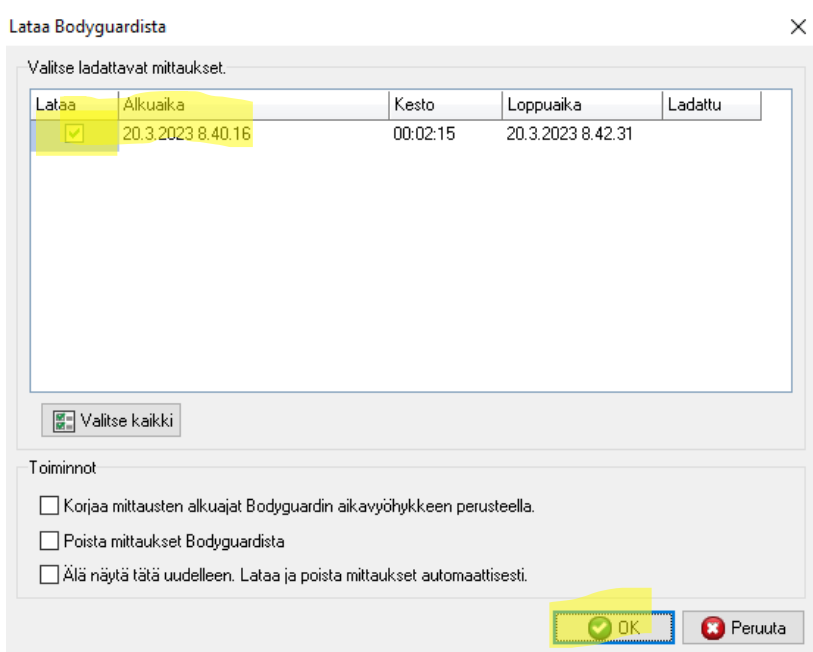 Lataa Bodyguardista
Valitse ladattavat mittaukset.
Lataa Alkuaika Kesto Loppuaika Ladattu
20.3.2023 8.40.16 00:02:15 20.3.2023 8.42.31
Valitse kaikki
Toiminnot
Korjaa mittausten alkuajat Bodyguardin aikavyöhykkeen perusteella.
Poista mittaukset Bodyguardista
Älä näytä tätä uudelleen. Lataa ja poista mittaukset automaattisesti.
OK Peruuta